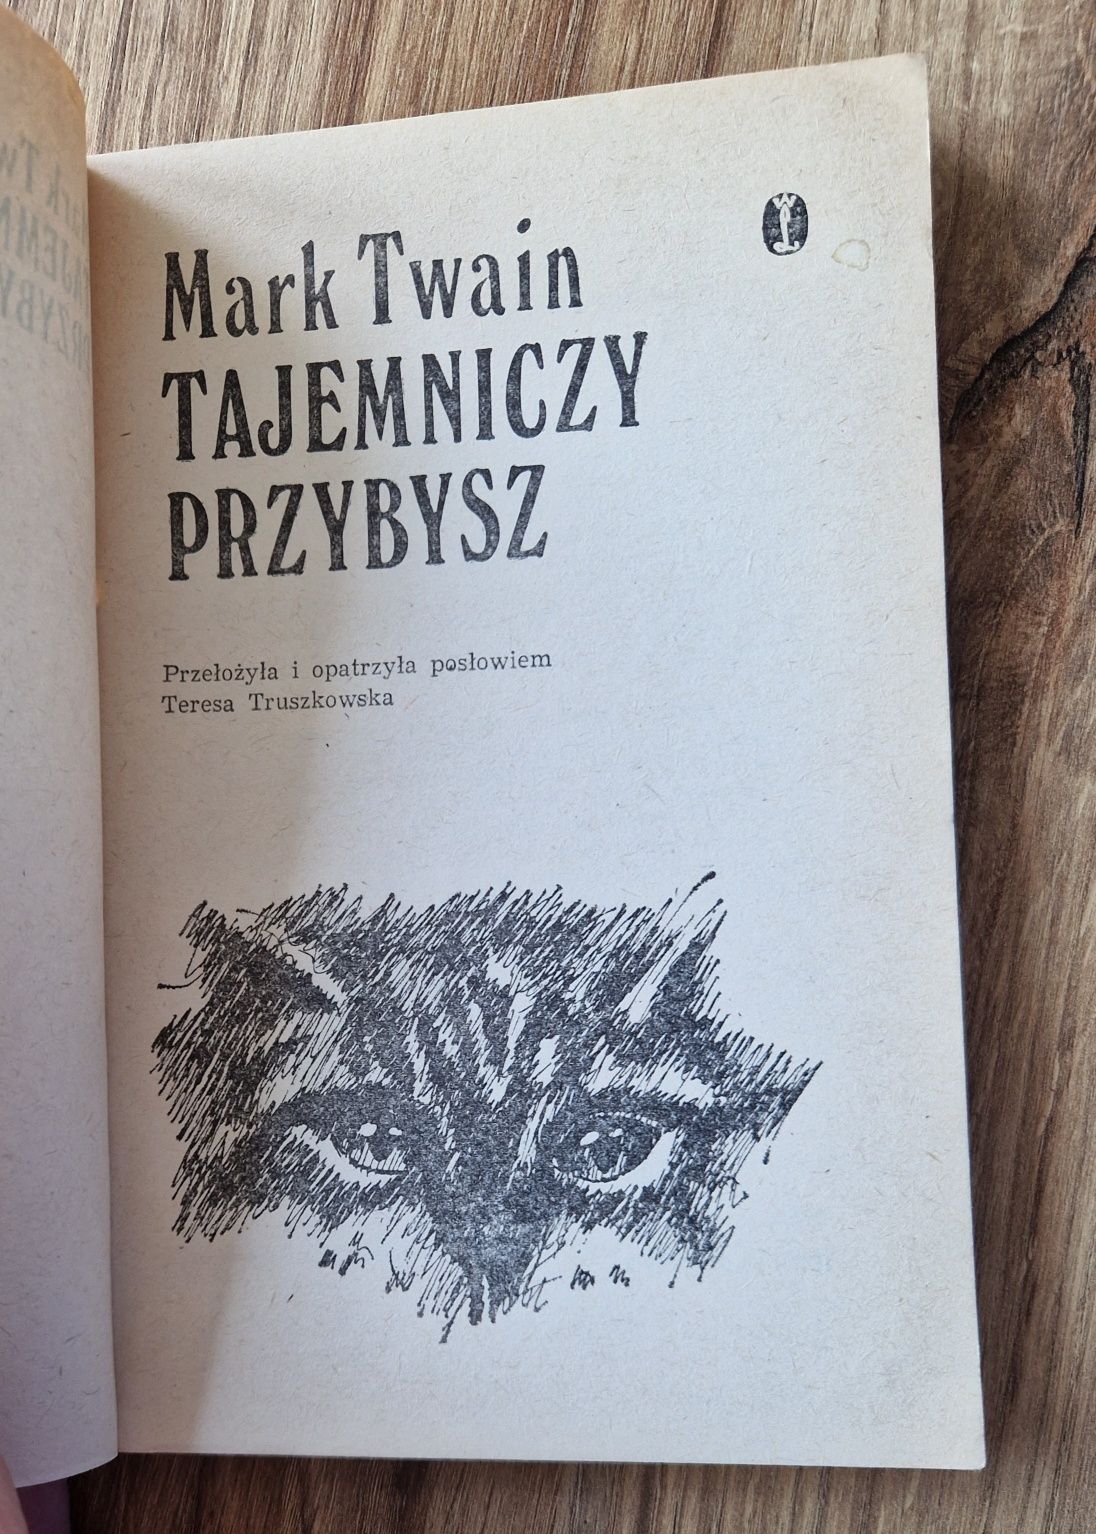 Mark Twain
TAJEMNICZY
PRZYBYSZ
Przełożyła i opatrzyła posłowiem
Teresa Truszkowska